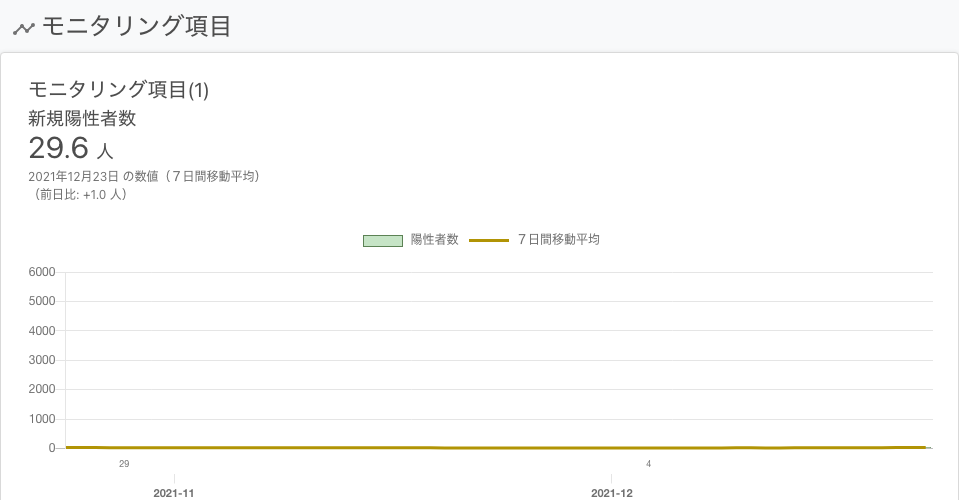 モニタリング項目
モニタリング項目(1)
新規陽性者数
29.6 人
2021年12月23日 の数値（７日間移動平均）
（前日比: +1.0 人）
陽性者数 ７日間移動平均
6000
5000
4000
3000
2000
1000
0
29 4
2021-11 2021-12